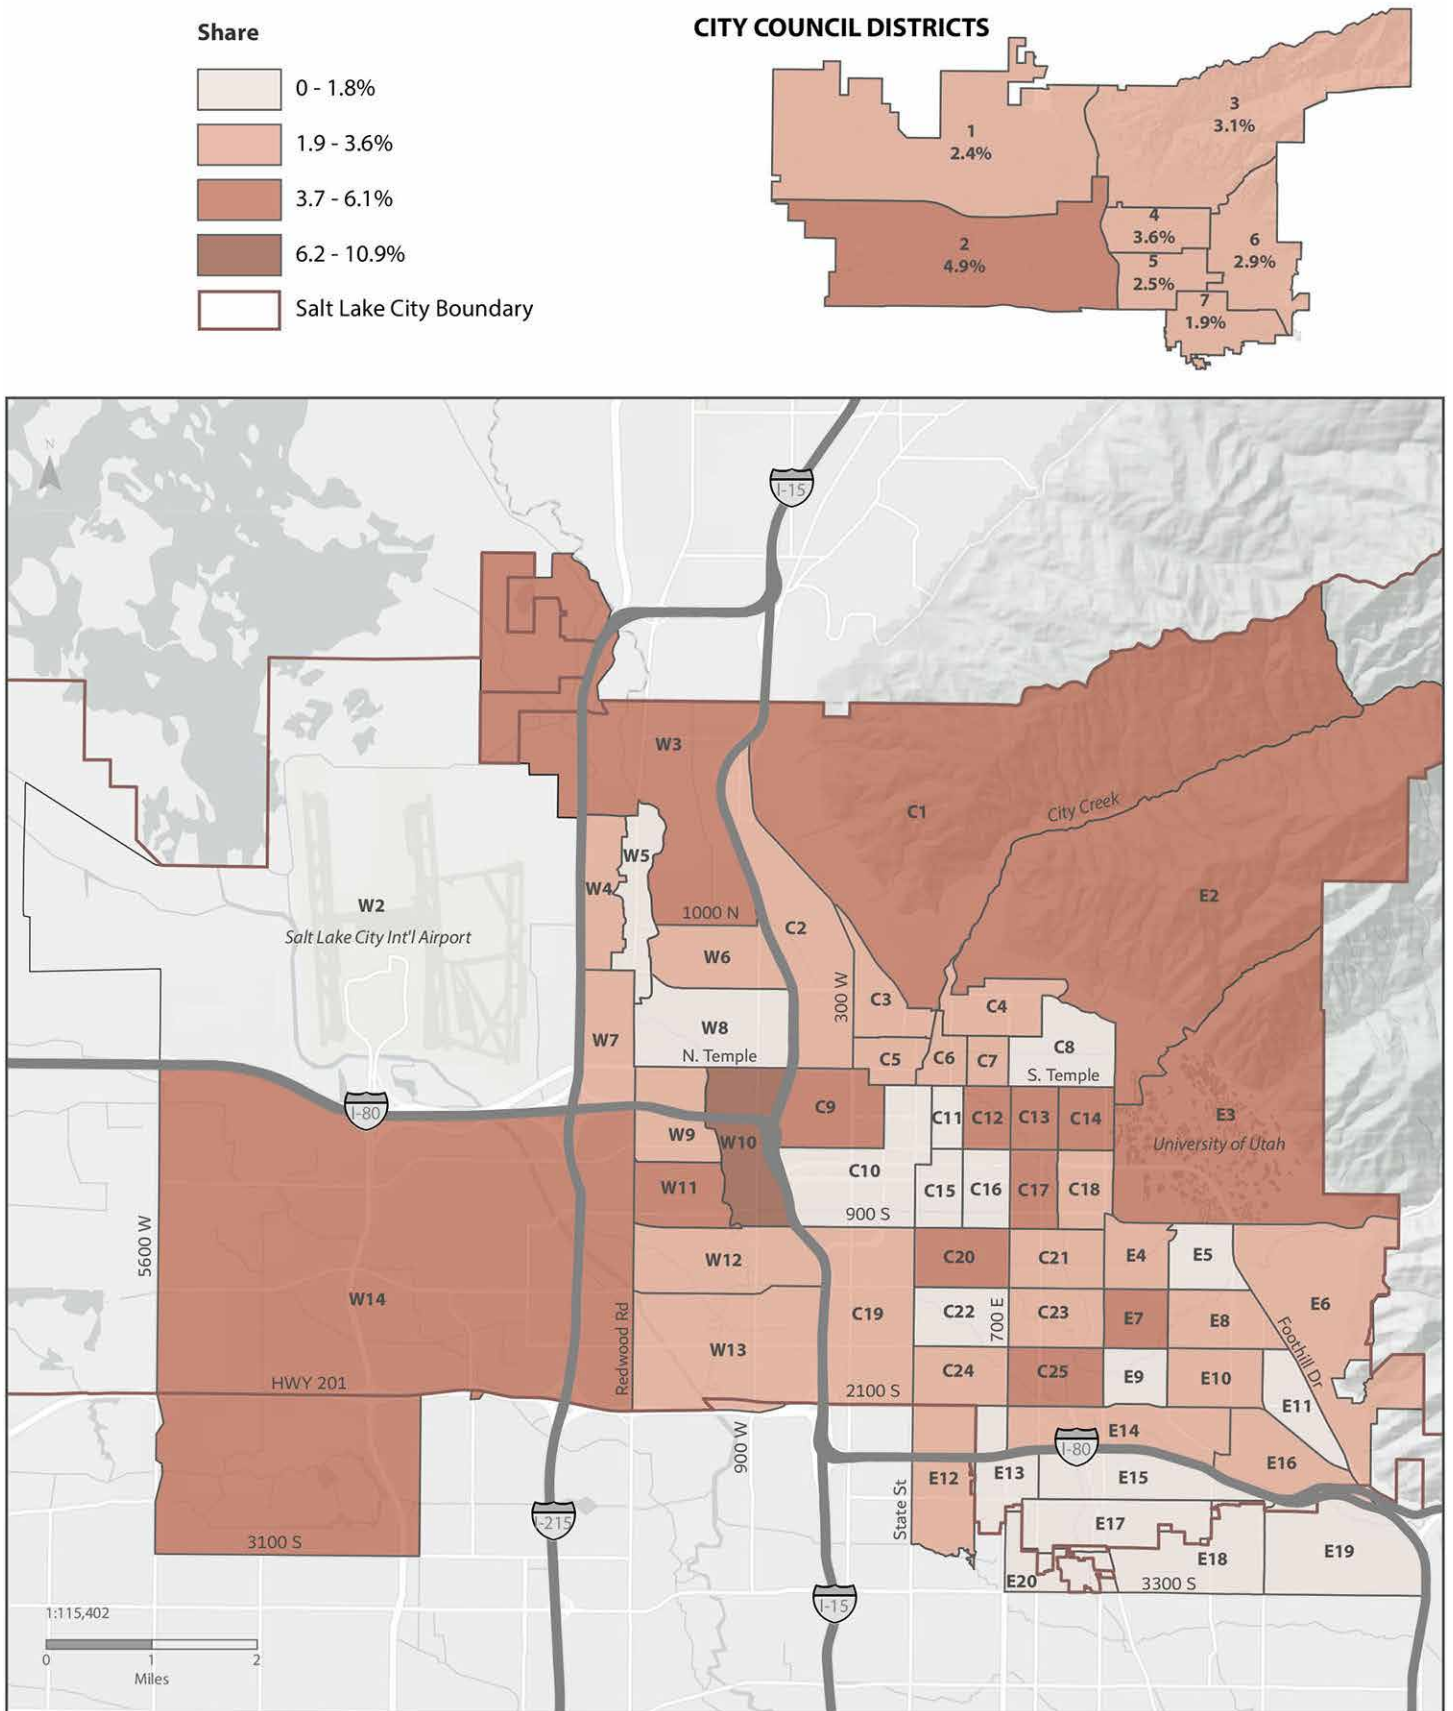 Share
0 - 1.8%
1.9 - 3.6%
3.7 - 6.1%
6.2 - 10.9%
Salt Lake City Boundary
CITY COUNCIL DISTRICTS
1
2.4%
3
3.1%
2
4.9%
4
3.6%
5
2.5%
6
2.9%
7
1.9%
N
I-15
W3
C1
City Creek
W5
W4
W2
Salt Lake City Int'l Airport
1000 N
C2
E2
W6
300 W
C3
C4
W8
N. Temple
W7
C5
C6
C7
C8
S. Temple
I-80
C9
C11
C12
C13
C14
E3
University of Utah
W9
W10
C10
W11
C15
C16
C17
C18
900 S
5600 W
W12
C20
C21
E4
E5
W14
Redwood Rd
C19
C22
700 E
C23
E7
E8
E6
Foothill Dr
W13
HWY 201
2100 S
C24
C25
E9
E10
E11
900 W
E14
I-80
E16
State St
E12
E13
E15
I-215
3100 S
E17
E18
E19
E20
3300 S
I-15
1:115,402
0
1
2
Miles